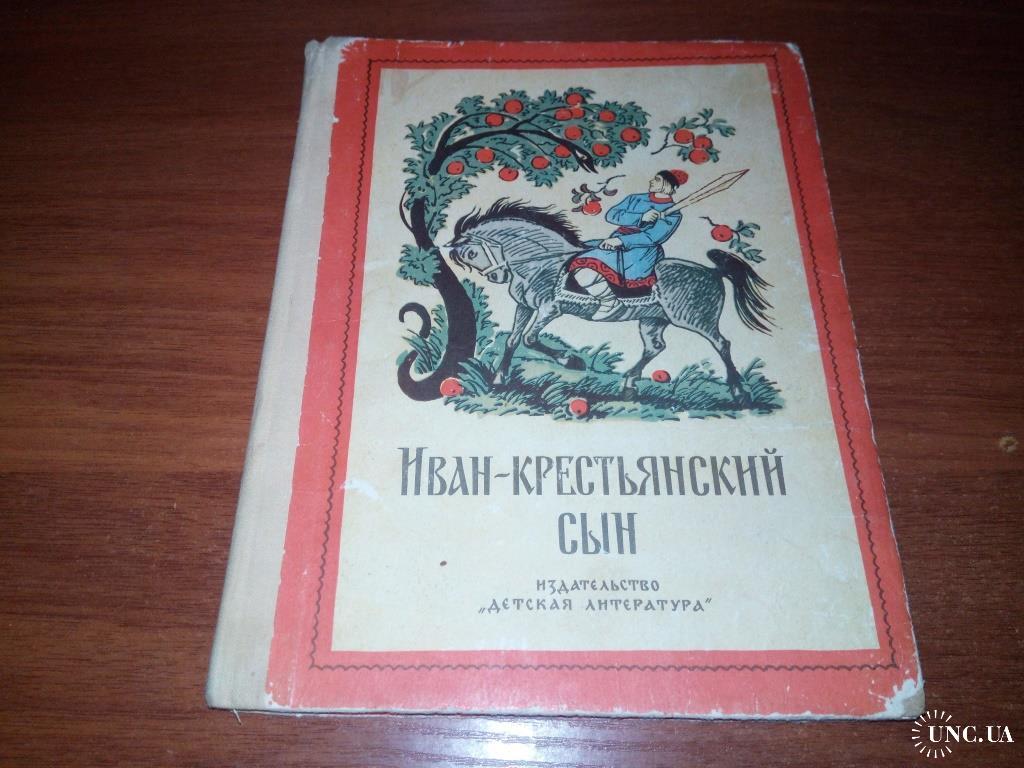 Иван-крестьянский
сын
издательство
„Детская литература"
UNC.UA